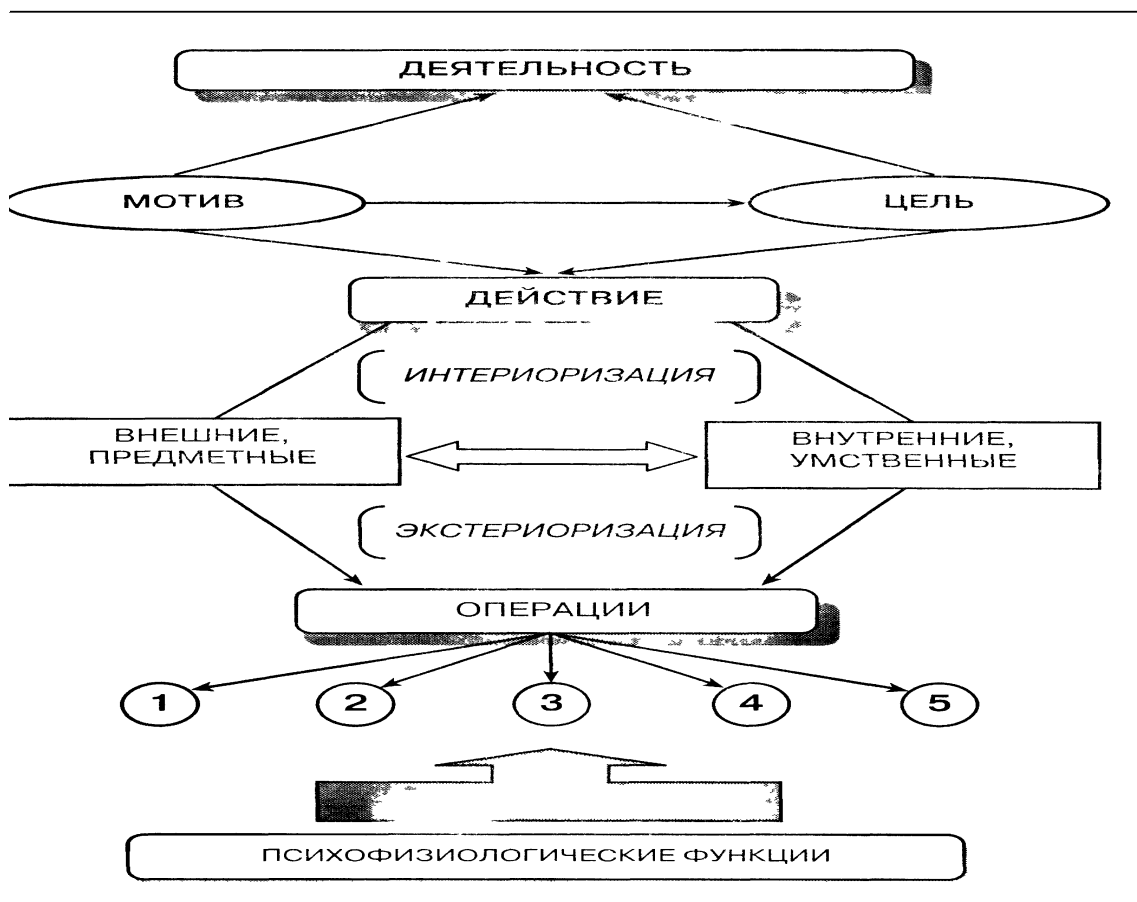 ДЕЯТЕЛЬНОСТЬ
МОТИВ
ЦЕЛЬ
ДЕЙСТВИЕ
ИНТЕРИОРИЗАЦИЯ
ВНЕШНИЕ,
ПРЕДМЕТНЫЕ
ВНУТРЕННИЕ,
УМСТВЕННЫЕ
ЭКСТЕРИОРИЗАЦИЯ
ОПЕРАЦИИ
1
2
3
4
5
ПСИХОФИЗИОЛОГИЧЕСКИЕ ФУНКЦИИ